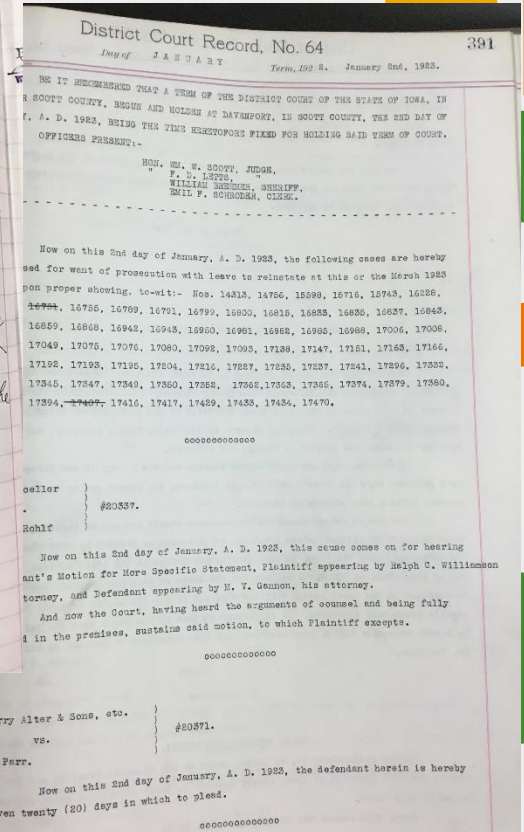 District Court Record, No. 64
391
Day of JANUARY Term, 192 2. January 2nd, 1923.
BE IT REMEMBERED THAT A TERM OF THE DISTRICT COURT OF THE STATE OF IOWA, IN
R SCOTT COUNTY, BEGUN AND HOLDEN AT DAVENPORT, IN SCOTT COUNTY, THE 2ND DAY OF
Y, A. D. 1923, BEING THE TIME HERETOFORE FIXED FOR HOLDING SAID TERM OF COURT.
OFFICERS PRESENT:-
HON. WM. W. SCOTT, JUDGE,
" F. D. LETTS, "
WILLIAM BREHMER, SHERIFF,
EMIL F. SCHRODER, CLERK.
Now on this 2nd day of January, A. D. 1923, the following cases are hereby
sed for want of prosecution with leave to reinstate at this or the March 1923
pon proper showing, to-wit:- Nos. 14313, 14756, 15598, 15716, 15743, 16228,
16751, 16755, 16789, 16791, 16799, 16800, 16815, 16833, 16835, 16837, 16843,
16859, 16868, 16942, 16943, 16950, 16981, 16982, 16985, 16988, 17006, 17008,
17049, 17075, 17076, 17080, 17092, 17093, 17138, 17147, 17151, 17163, 17166,
17192, 17193, 17195, 17204, 17216, 17227, 17235, 17237, 17241, 17296, 17332,
17345, 17347, 17349, 17350, 17352, 17362, 17363, 17365, 17374, 17379, 17380,
17394, 17407, 17416, 17417, 17429, 17433, 17434, 17470.
ooooooooooooo
oeller )
. ) #20337.
Rohlf )
Now on this 2nd day of January, A. D. 1923, this cause comes on for hearing
ant's Motion for More Specific Statement, Plaintiff appearing by Ralph C. Williamson
torney, and Defendant appearing by M. V. Gannon, his attorney.
And now the Court, having heard the arguments of counsel and being fully
d in the premises, sustains said motion, to which Plaintiff excepts.
ooooooooooooo
rry Alter & Sons, etc. )
vs. ) #20371.
Parr. )
Now on this 2nd day of January, A. D. 1923, the defendant herein is hereby
ven twenty (20) days in which to plead.
ooooooooooooo